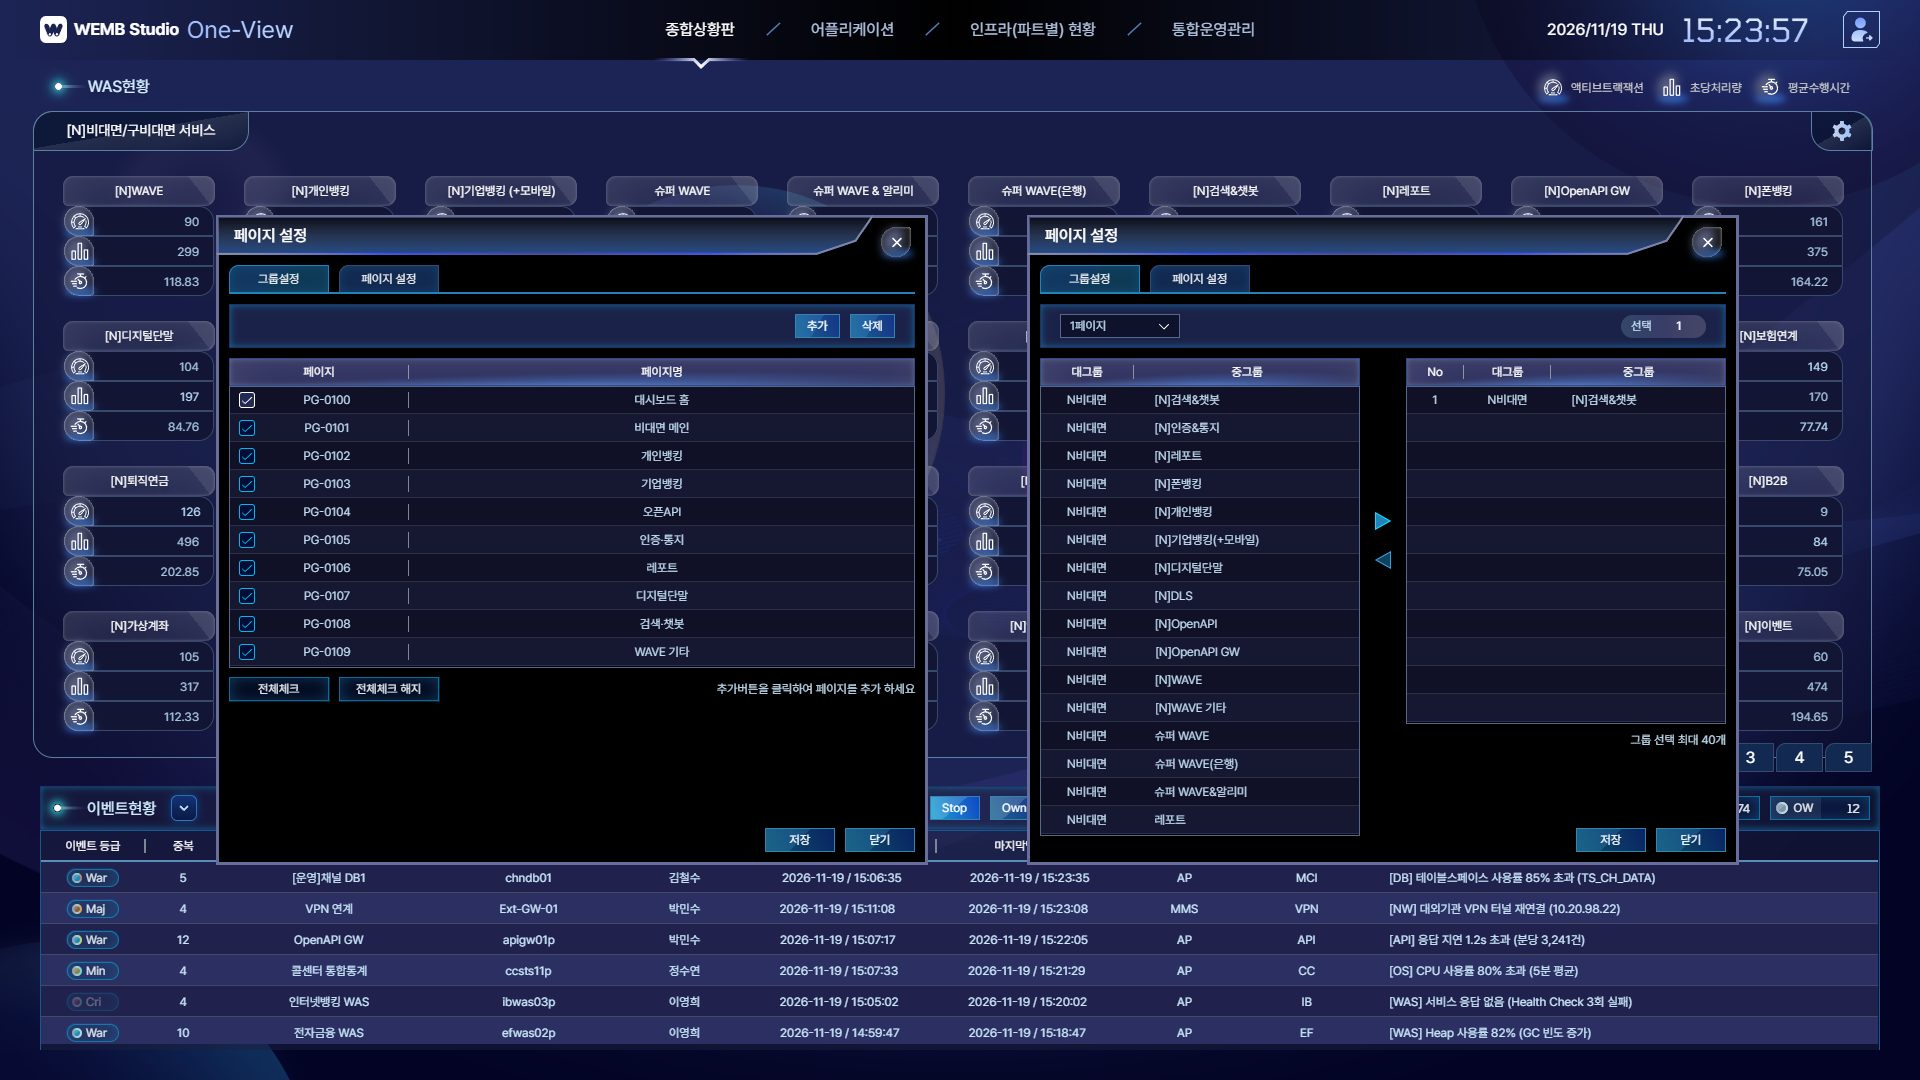 WEMB Studio One-View
종합상황판 / 어플리케이션 / 인프라(파트별) 현황 / 통합운영관리
2026/11/19 THU 15:23:57
WAS현황
액티브트랙잭션 초당처리량 평균수행시간
[N]비대면/구비대면 서비스
[N]WAVE [N]개인뱅킹 [N]기업뱅킹 (+모바일) 슈퍼 WAVE 슈퍼 WAVE & 알리미 슈퍼 WAVE(은행) [N]검색&챗봇 [N]레포트 [N]OpenAPI GW [N]폰뱅킹
90 161
299 375
118.83 164.22
[N]디지털단말 [N]보험연계
104 149
197 170
84.76 77.74
[N]퇴직연금 [N]B2B
126 9
496 84
202.85 75.05
[N]가상계좌 [N] [N]이벤트
105 60
317 474
112.33 194.65
3 4 5
페이지 설정
그룹설정 페이지 설정
추가 삭제
페이지 페이지명
PG-0100 대시보드 홈
PG-0101 비대면 메인
PG-0102 개인뱅킹
PG-0103 기업뱅킹
PG-0104 오픈API
PG-0105 인증·통지
PG-0106 레포트
PG-0107 디지털단말
PG-0108 검색·챗봇
PG-0109 WAVE 기타
전체체크 전체체크 해지 추가버튼을 클릭하여 페이지를 추가 하세요
저장 닫기
페이지 설정
그룹설정 페이지 설정
1페이지 선택 1
대그룹 중그룹
N비대면 [N]검색&챗봇
N비대면 [N]인증&통지
N비대면 [N]레포트
N비대면 [N]폰뱅킹
N비대면 [N]개인뱅킹
N비대면 [N]기업뱅킹(+모바일)
N비대면 [N]디지털단말
N비대면 [N]DLS
N비대면 [N]OpenAPI
N비대면 [N]OpenAPI GW
N비대면 [N]WAVE
N비대면 [N]WAVE 기타
N비대면 슈퍼 WAVE
N비대면 슈퍼 WAVE(은행)
N비대면 슈퍼 WAVE&알리미
N비대면 레포트
No 대그룹 중그룹
1 N비대면 [N]검색&챗봇
그룹 선택 최대 40개
저장 닫기
이벤트현황 Stop Own 74 OW 12
이벤트 등급 중복 마지막
War 5 [운영]채널 DB1 chndb01 김철수 2026-11-19 / 15:06:35 2026-11-19 / 15:23:35 AP MCI [DB] 테이블스페이스 사용률 85% 초과 (TS_CH_DATA)
Maj 4 VPN 연계 Ext-GW-01 박민수 2026-11-19 / 15:11:08 2026-11-19 / 15:23:08 MMS VPN [NW] 대외기관 VPN 터널 재연결 (10.20.98.22)
War 12 OpenAPI GW apigw01p 박민수 2026-11-19 / 15:07:17 2026-11-19 / 15:22:05 AP API [API] 응답 지연 1.2s 초과 (분당 3,241건)
Min 4 콜센터 통합통계 ccsts11p 정수연 2026-11-19 / 15:07:33 2026-11-19 / 15:21:29 AP CC [OS] CPU 사용률 80% 초과 (5분 평균)
Cri 4 인터넷뱅킹 WAS ibwas03p 이영희 2026-11-19 / 15:05:02 2026-11-19 / 15:20:02 AP IB [WAS] 서비스 응답 없음 (Health Check 3회 실패)
War 10 전자금융 WAS efwas02p 이영희 2026-11-19 / 14:59:47 2026-11-19 / 15:18:47 AP EF [WAS] Heap 사용률 82% (GC 빈도 증가)